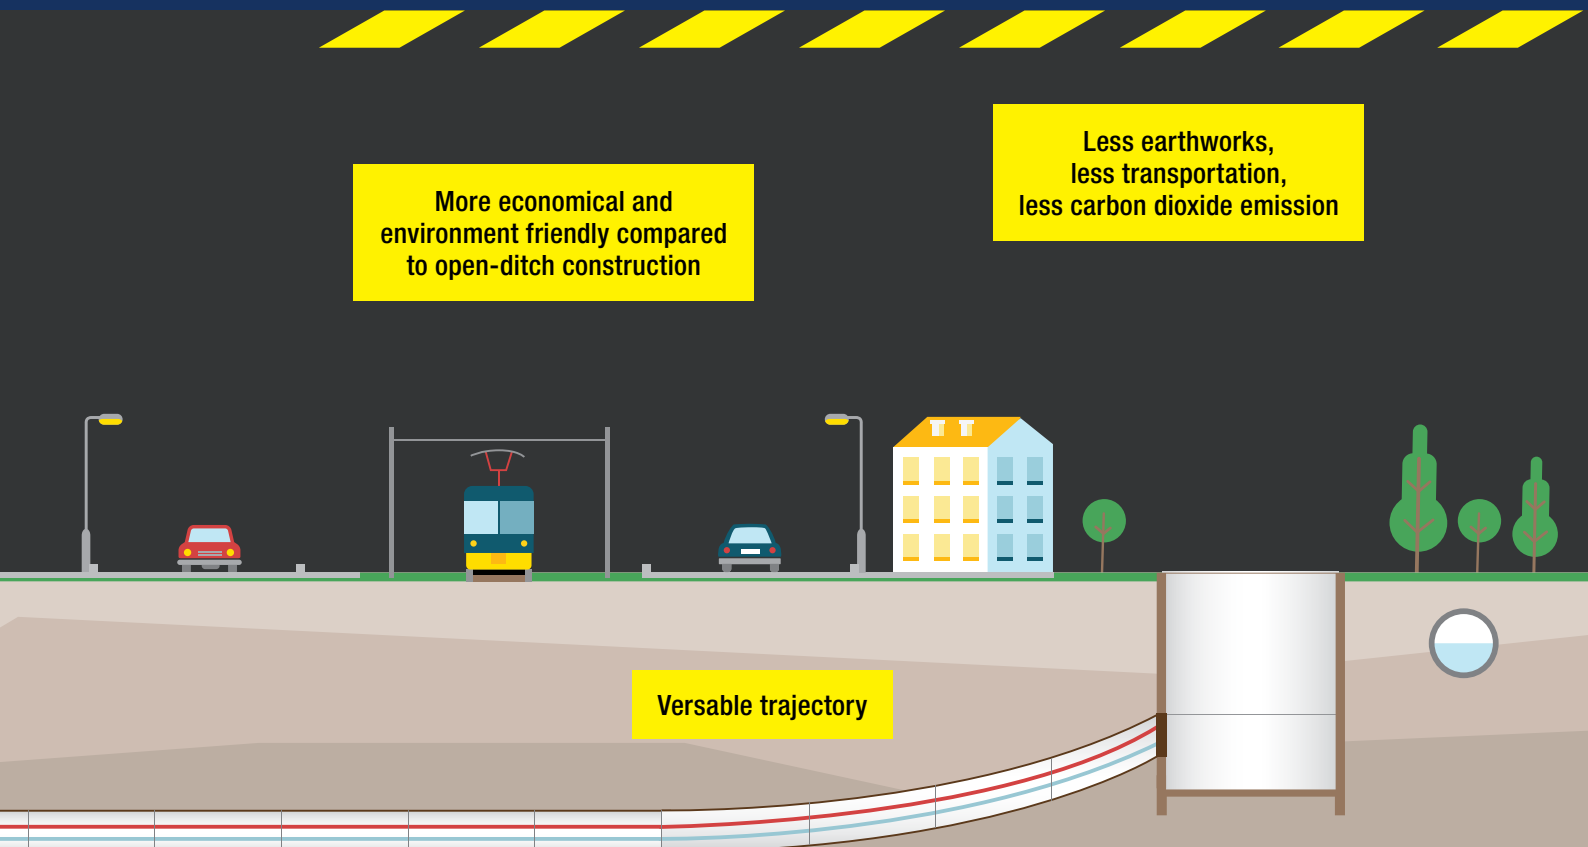 Less earthworks,
less transportation,
less carbon dioxide emission
More economical and
environment friendly compared
to open-ditch construction
Versable trajectory